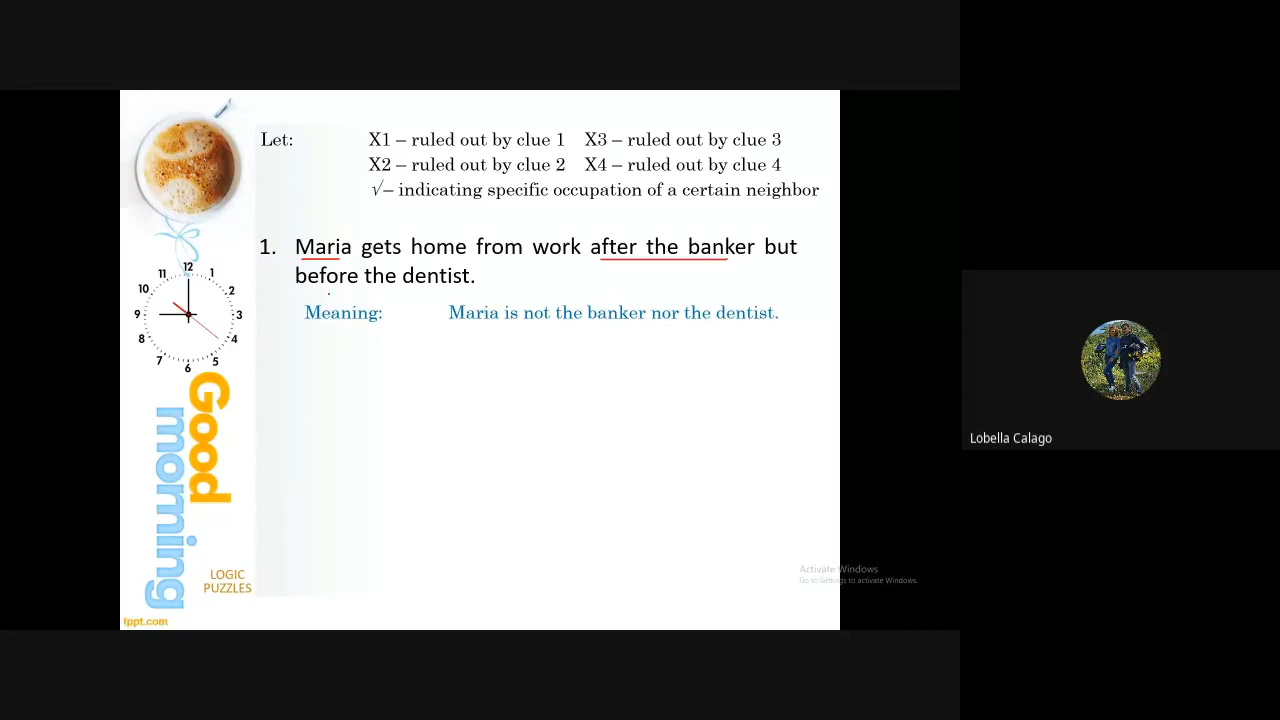 Let: X1 – ruled out by clue 1 X3 – ruled out by clue 3
X2 – ruled out by clue 2 X4 – ruled out by clue 4
√– indicating specific occupation of a certain neighbor
1. Maria gets home from work after the banker but
before the dentist.
Meaning: Maria is not the banker nor the dentist.
12
11 1
10 2
9 3
8 4
7 5
6
Good
morning
LOGIC
PUZZLES
ippt.com
Activate Windows
Go to Settings to activate Windows.
Lobella Calago